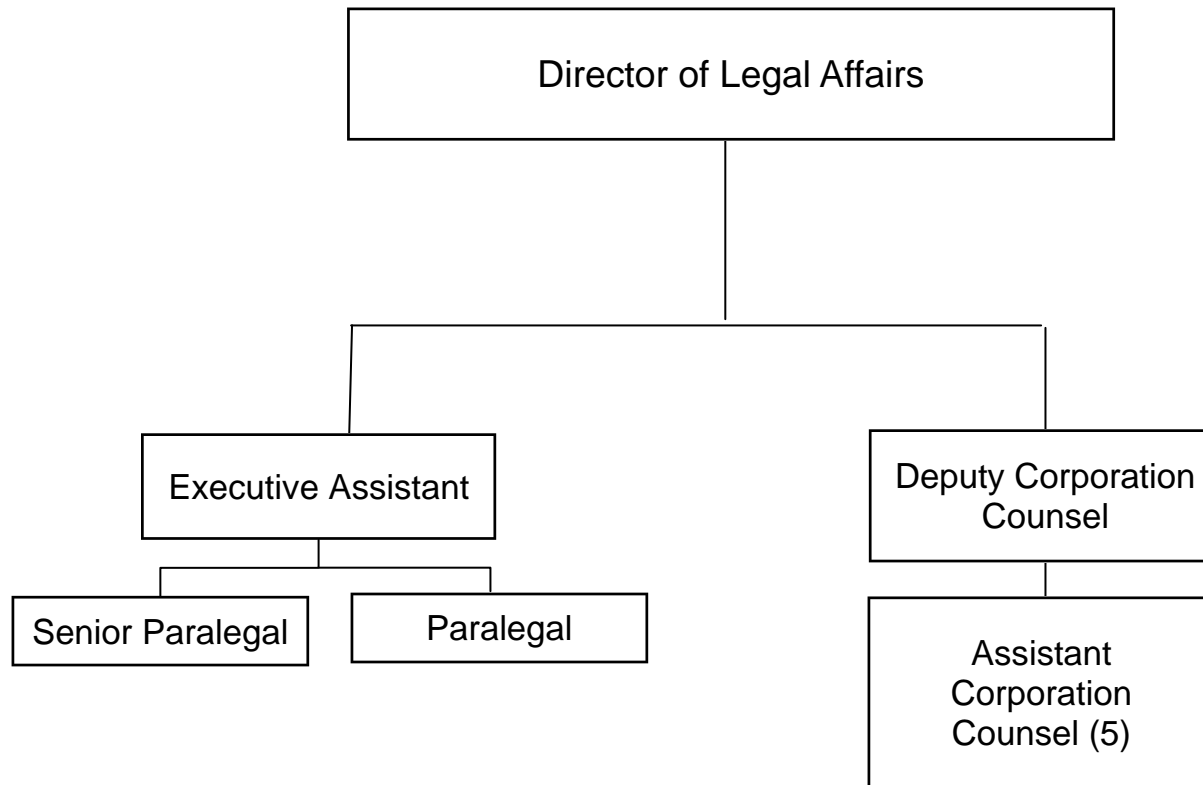 Director of Legal Affairs
Executive Assistant
Deputy Corporation
Counsel
Senior Paralegal
Paralegal
Assistant
Corporation
Counsel (5)